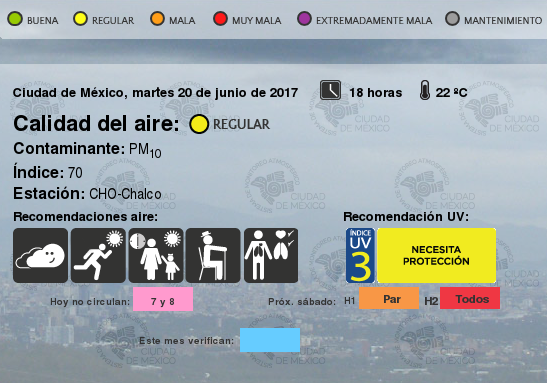 BUENA REGULAR MALA MUY MALA EXTREMADAMENTE MALA MANTENIMIENTO
Ciudad de México, martes 20 de junio de 2017 18 horas 22 ºC
Calidad del aire: REGULAR
Contaminante: PM10
Índice: 70
Estación: CHO-Chalco
Recomendaciones aire: Recomendación UV:
ÍNDICE UV 3 NECESITA PROTECCIÓN
Hoy no circulan: 7 y 8 Próx. sábado: H1 Par H2 Todos
Este mes verifican: